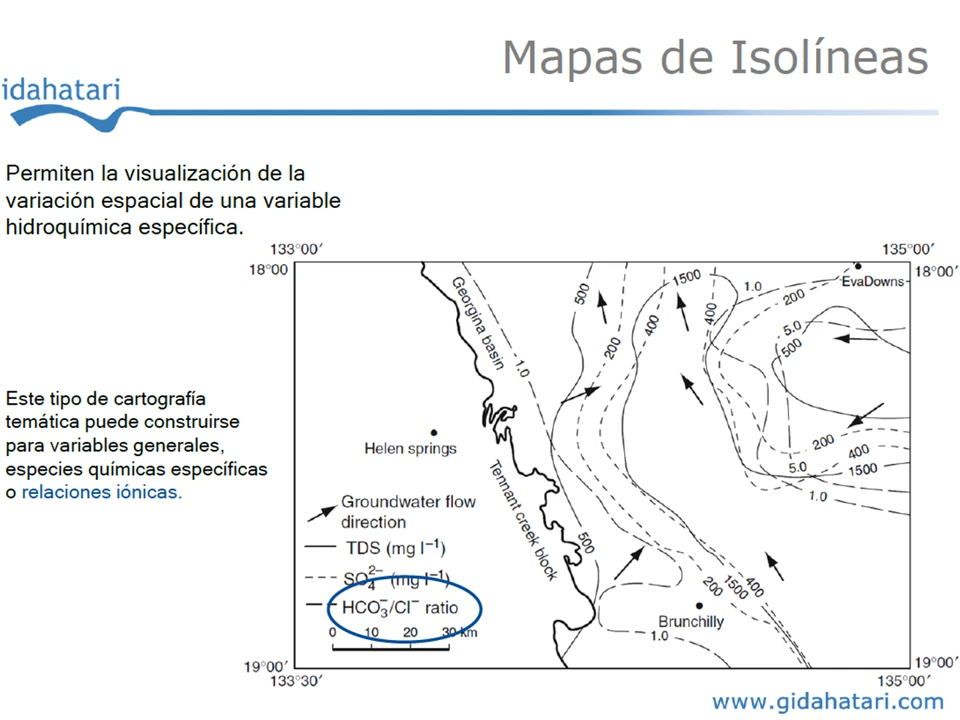 Mapas de Isolíneas
idahatari
Permiten la visualización de la
variación espacial de una variable
hidroquímica específica.
133°00′
135°00′
18°00
18°00′
Georgina basin
1.0
500
200
400
1500
400
1.0
200
EvaDowns
5.0
500
Este tipo de cartografía
temática puede construirse
para variables generales,
especies químicas específicas
o relaciones iónicas.
Helen springs
Tennant creek block
200
400
5.0
1500
1.0
Groundwater flow
direction
TDS (mg l⁻¹)
SO₄²⁻ (mg l⁻¹)
HCO₃⁻/Cl⁻ ratio
0 10 20 30 km
500
200
1500
400
Brunchilly
1.0
19°00′
19°00′
133°30′
135°00′
www.gidahatari.com